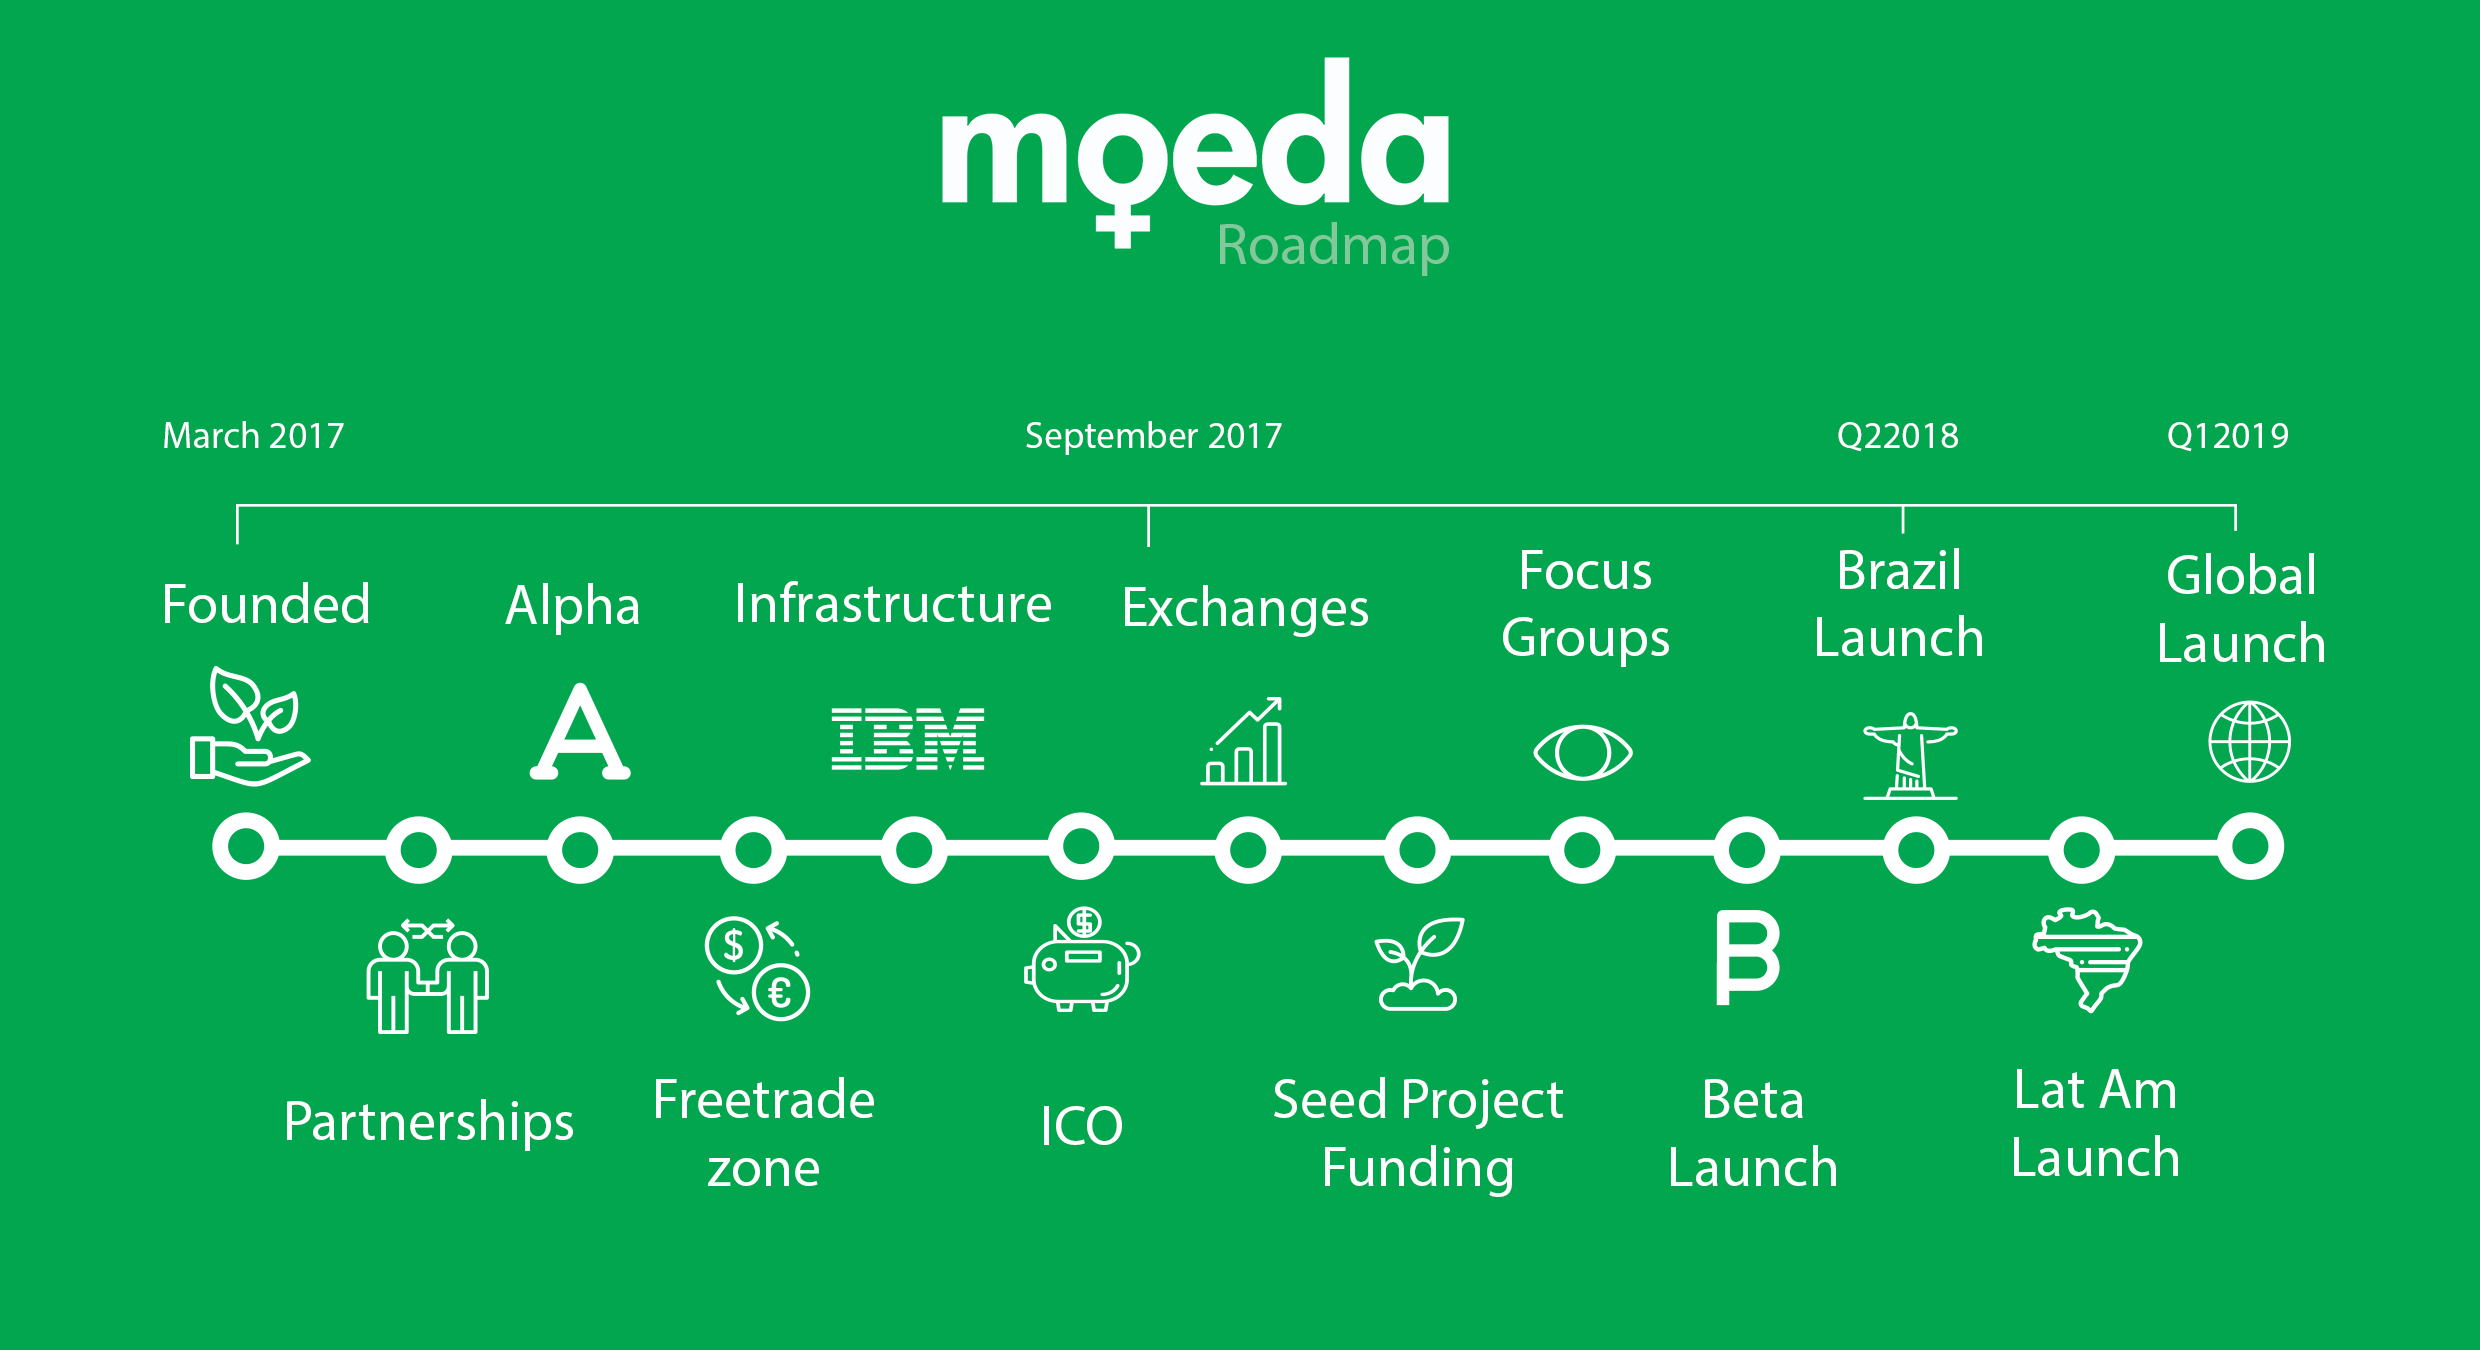 moeda
Roadmap
March 2017
September 2017
Q22018
Q12019
Founded
Alpha
Infrastructure
Exchanges
Focus
Groups
Brazil
Launch
Global
Launch
A
IBM
$
€
$
B
Partnerships
Freetrade
zone
ICO
Seed Project
Funding
Beta
Launch
Lat Am
Launch